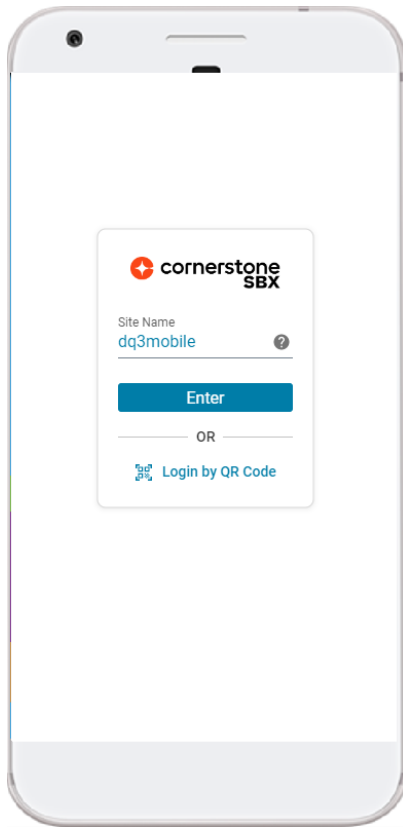 cornerstone
SBX
Site Name
dq3mobile
Enter
OR
Login by QR Code